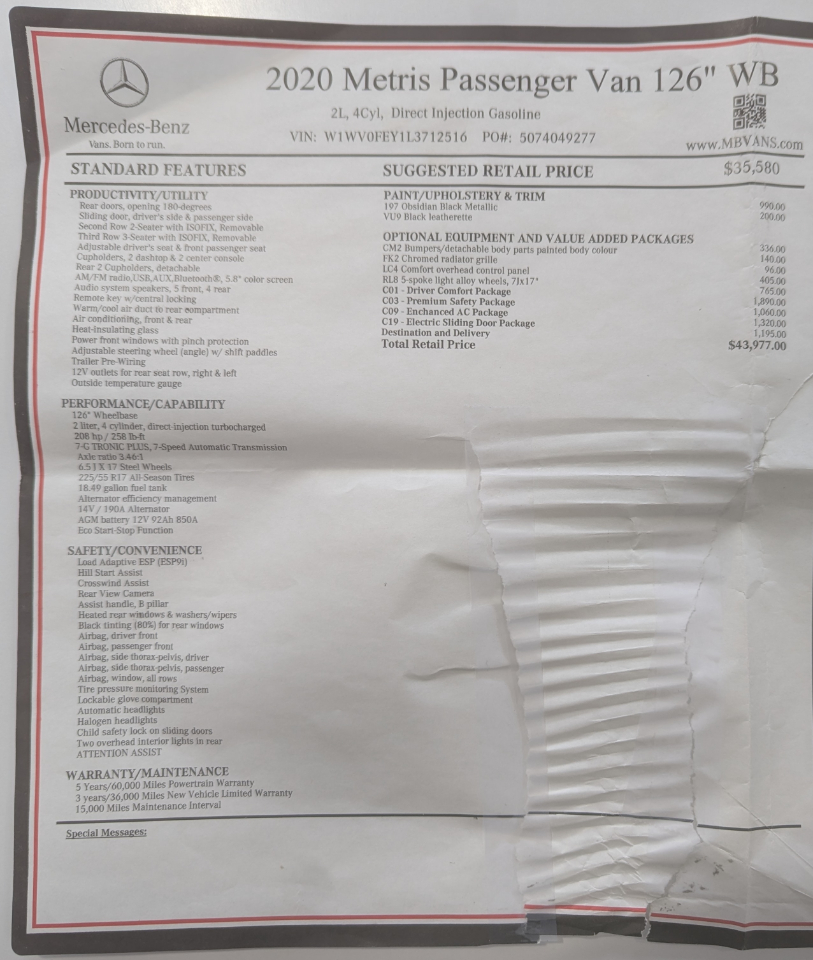 2020 Metris Passenger Van 126" WB
2L, 4Cyl, Direct Injection Gasoline
Mercedes-Benz
Vans. Born to run.
VIN: W1WV0FEY1L3712516 PO#: 5074049277
www.MBVANS.com
STANDARD FEATURES
SUGGESTED RETAIL PRICE $35,580
PRODUCTIVITY/UTILITY
Rear doors, opening 180-degrees
Sliding door, driver's side & passenger side
Second Row 2-Seater with ISOFIX, Removable
Third Row 3-Seater with ISOFIX, Removable
Adjustable driver's seat & front passenger seat
Cupholders, 2 dashtop & 2 center console
Rear 2 Cupholders, detachable
AM/FM radio,USB,AUX,Bluetooth®, 5.8" color screen
Audio system speakers, 5 front, 4 rear
Remote key w/central locking
Warm/cool air duct to rear compartment
Air conditioning, front & rear
Heat-insulating glass
Power front windows with pinch protection
Adjustable steering wheel (angle) w/ shift paddles
Trailer Pre-Wiring
12V outlets for rear seat row, right & left
Outside temperature gauge
PERFORMANCE/CAPABILITY
126" Wheelbase
2 liter, 4 cylinder, direct-injection turbocharged
208 hp / 258 lb-ft
7-G TRONIC PLUS, 7-Speed Automatic Transmission
Axle ratio 3.46:1
6.5 J X 17 Steel Wheels
225/55 R17 All-Season Tires
18.49 gallon fuel tank
Alternator efficiency management
14V / 190A Alternator
AGM battery 12V 92Ah 850A
Eco Start-Stop Function
SAFETY/CONVENIENCE
Load Adaptive ESP (ESP9i)
Hill Start Assist
Crosswind Assist
Rear View Camera
Assist handle, B pillar
Heated rear windows & washers/wipers
Black tinting (80%) for rear windows
Airbag, driver front
Airbag, passenger front
Airbag, side thorax-pelvis, driver
Airbag, side thorax-pelvis, passenger
Airbag, window, all rows
Tire pressure monitoring System
Lockable glove compartment
Automatic headlights
Halogen headlights
Child safety lock on sliding doors
Two overhead interior lights in rear
ATTENTION ASSIST
WARRANTY/MAINTENANCE
5 Years/60,000 Miles Powertrain Warranty
3 years/36,000 Miles New Vehicle Limited Warranty
15,000 Miles Maintenance Interval
PAINT/UPHOLSTERY & TRIM
197 Obsidian Black Metallic 990.00
VU9 Black leatherette 200.00
OPTIONAL EQUIPMENT AND VALUE ADDED PACKAGES
CM2 Bumpers/detachable body parts painted body colour 336.00
FK2 Chromed radiator grille 140.00
LC4 Comfort overhead control panel 96.00
RL8 5-spoke light alloy wheels, 7Jx17" 405.00
C01 - Driver Comfort Package 765.00
C03 - Premium Safety Package 1,890.00
C09 - Enchanced AC Package 1,060.00
C19 - Electric Sliding Door Package 1,320.00
Destination and Delivery 1,195.00
Total Retail Price $43,977.00
Special Messages: